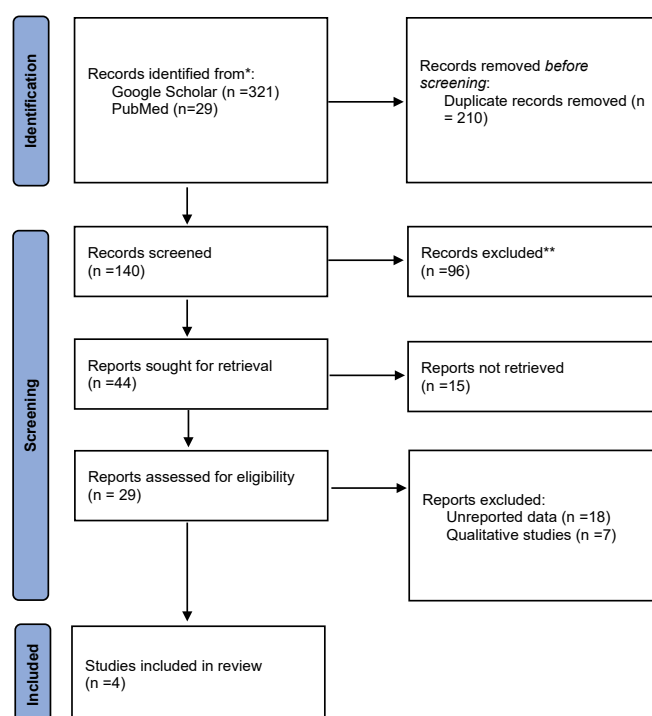 Identification
Records identified from*:
Google Scholar (n =321)
PubMed (n=29)
Records removed before
screening:
Duplicate records removed (n
= 210)
Screening
Records screened
(n =140)
Records excluded**
(n =96)
Reports sought for retrieval
(n =44)
Reports not retrieved
(n =15)
Reports assessed for eligibility
(n = 29)
Reports excluded:
Unreported data (n =18)
Qualitative studies (n =7)
Included
Studies included in review
(n =4)